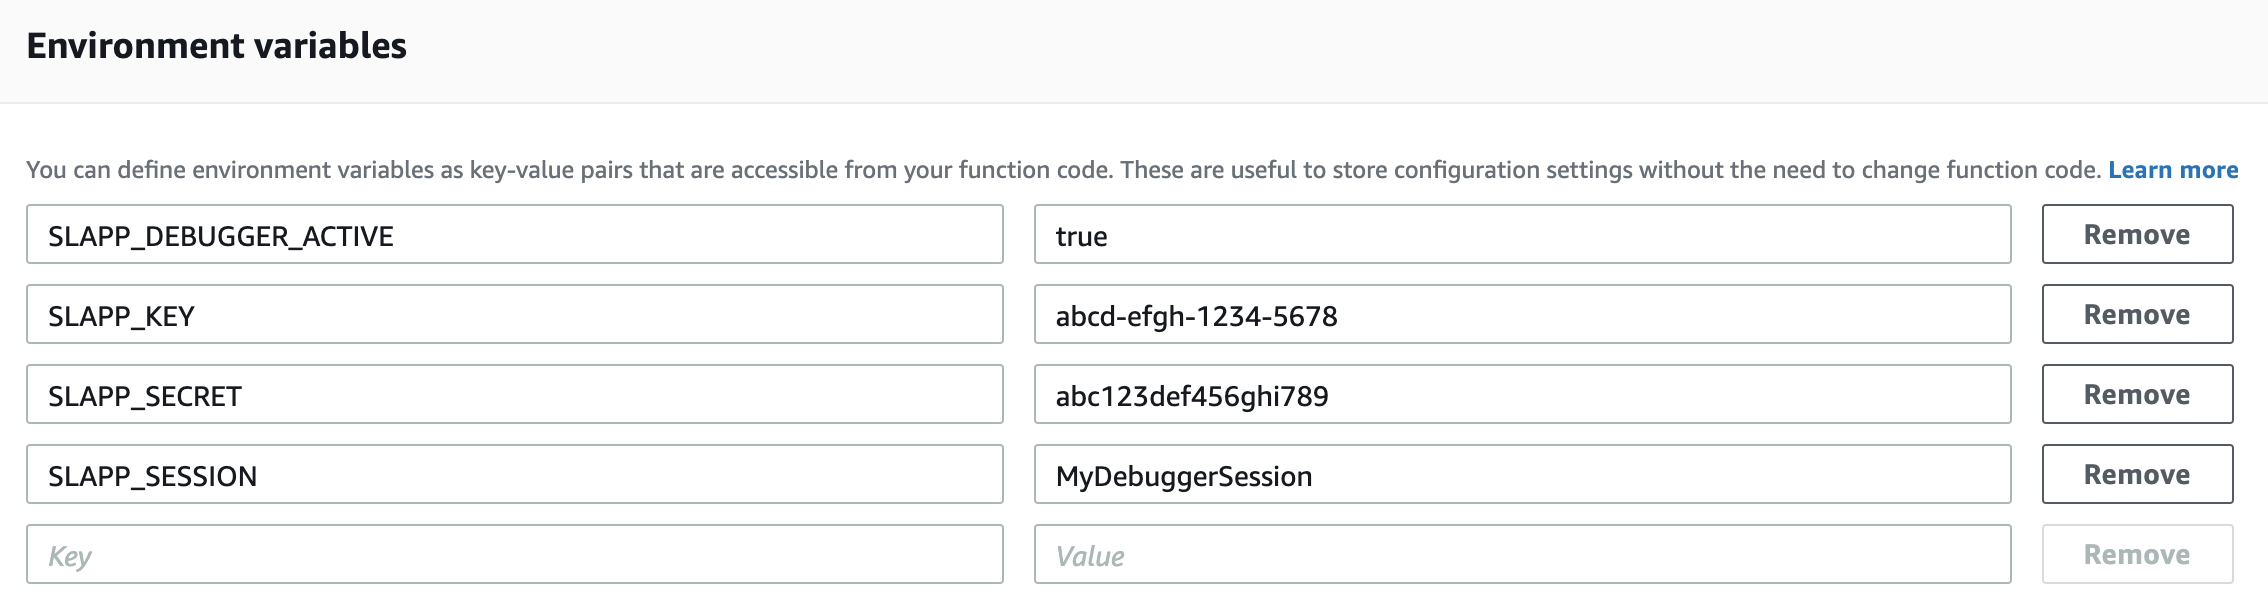 Environment variables
You can define environment variables as key-value pairs that are accessible from your function code. These are useful to store configuration settings without the need to change function code. Learn more
SLAPP_DEBUGGER_ACTIVE true Remove
SLAPP_KEY abcd-efgh-1234-5678 Remove
SLAPP_SECRET abc123def456ghi789 Remove
SLAPP_SESSION MyDebuggerSession Remove
Key Value Remove